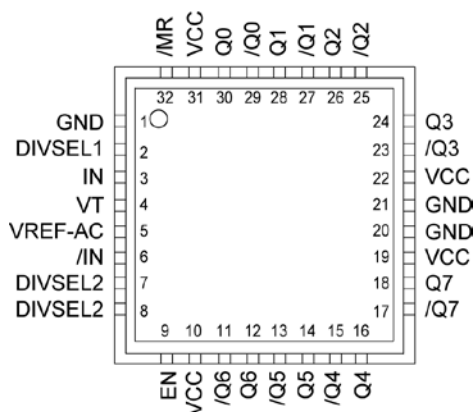 /MR VCC Q0 /Q0 Q1 /Q1 Q2 /Q2
32 31 30 29 28 27 26 25
GND 1 24 Q3
DIVSEL1 2 23 /Q3
IN 3 22 VCC
VT 4 21 GND
VREF-AC 5 20 GND
/IN 6 19 VCC
DIVSEL2 7 18 Q7
DIVSEL2 8 17 /Q7
9 10 11 12 13 14 15 16
EN VCC /Q6 Q6 /Q5 Q5 /Q4 Q4